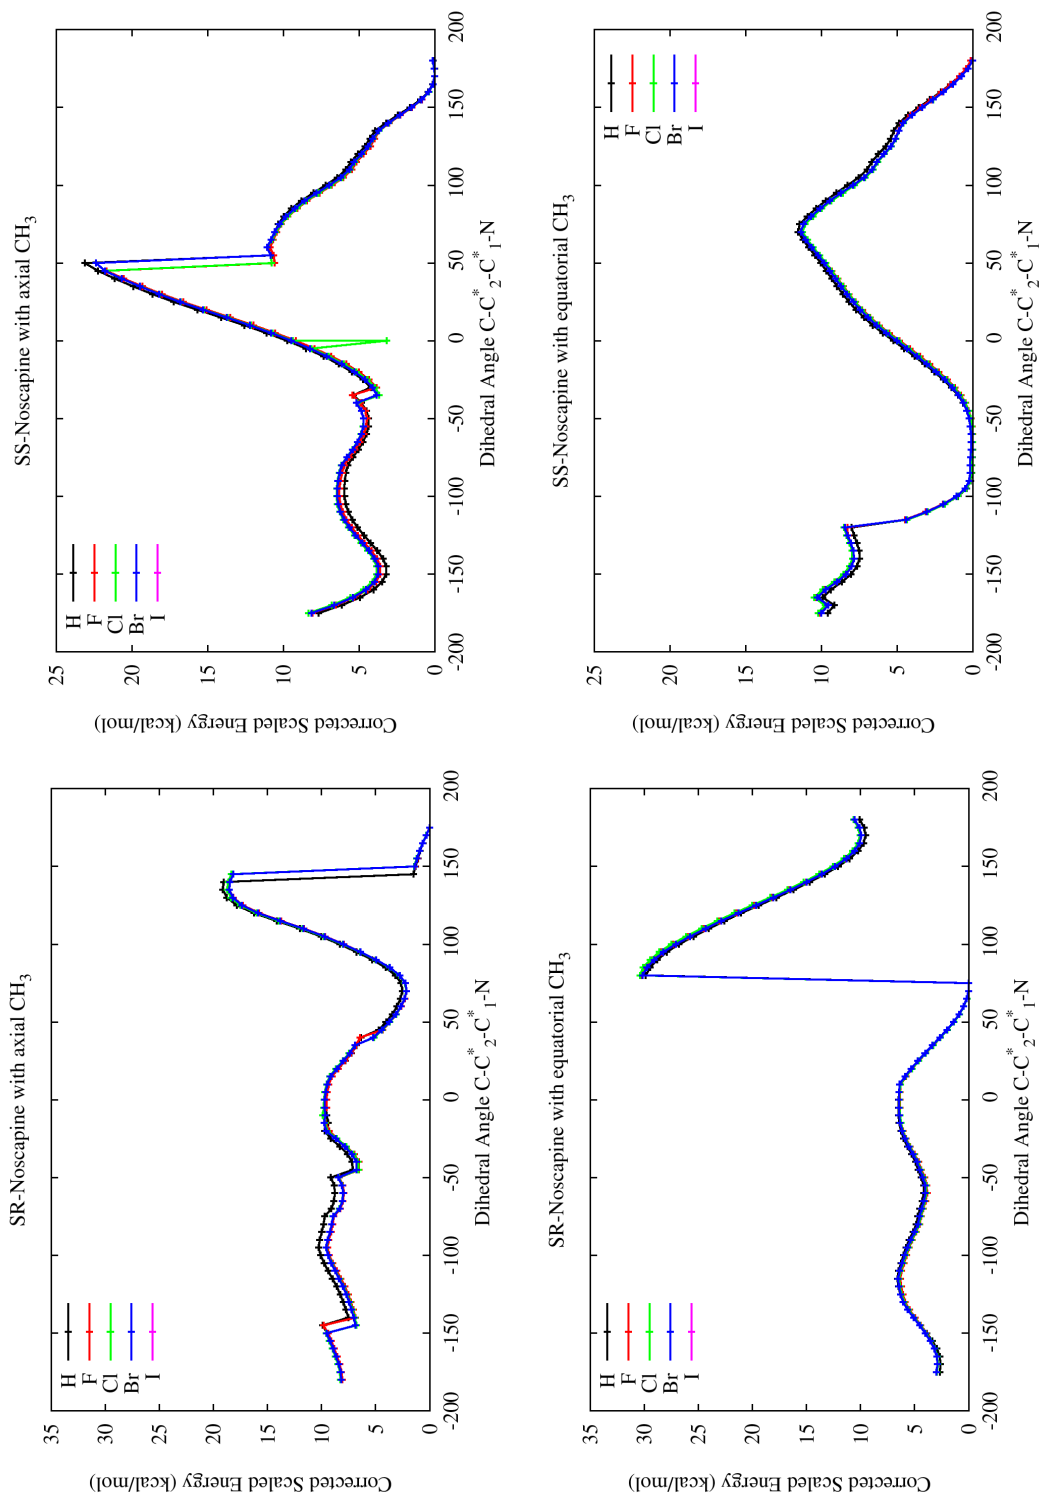 SR-Noscapine with axial CH3
Corrected Scaled Energy (kcal/mol)
35
30
25
20
15
10
5
0
H
F
Cl
Br
I
-200 -150 -100 -50 0 50 100 150 200
Dihedral Angle C-C*2-C*1-N
SS-Noscapine with axial CH3
Corrected Scaled Energy (kcal/mol)
25
20
15
10
5
0
H
F
Cl
Br
I
-200 -150 -100 -50 0 50 100 150 200
Dihedral Angle C-C*2-C*1-N
SR-Noscapine with equatorial CH3
Corrected Scaled Energy (kcal/mol)
35
30
25
20
15
10
5
0
H
F
Cl
Br
I
-200 -150 -100 -50 0 50 100 150 200
Dihedral Angle C-C*2-C*1-N
SS-Noscapine with equatorial CH3
Corrected Scaled Energy (kcal/mol)
25
20
15
10
5
0
H
F
Cl
Br
I
-200 -150 -100 -50 0 50 100 150 200
Dihedral Angle C-C*2-C*1-N